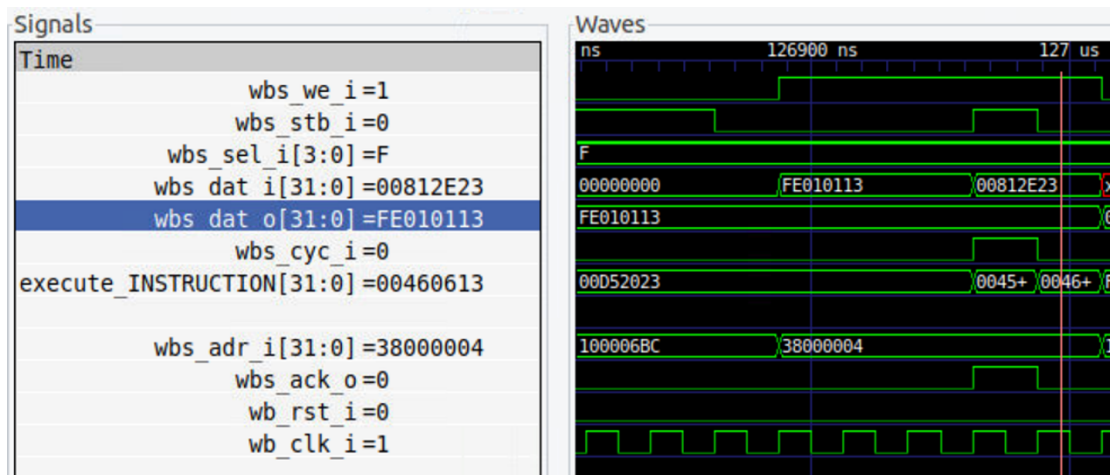 Signals
Time
wbs_we_i=1
wbs_stb_i=0
wbs_sel_i[3:0]=F
wbs_dat_i[31:0]=00812E23
wbs_dat_o[31:0]=FE010113
wbs_cyc_i=0
execute_INSTRUCTION[31:0]=00460613
wbs_adr_i[31:0]=38000004
wbs_ack_o=0
wb_rst_i=0
wb_clk_i=1
Waves
ns 126900 ns 127 us
F
00000000 FE010113 00812E23
FE010113
00D52023 0045+ 0046+
100006BC 38000004